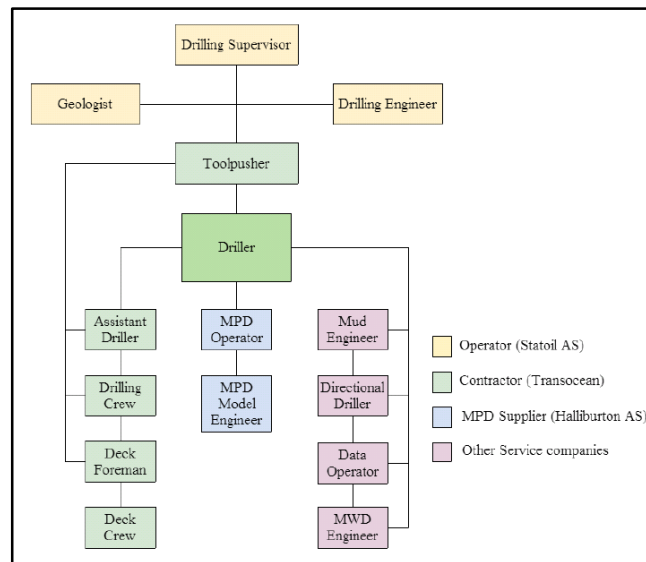 Drilling Supervisor
Geologist
Drilling Engineer
Toolpusher
Driller
Assistant
Driller
MPD
Operator
Mud
Engineer
Operator (Statoil AS)
Contractor (Transocean)
MPD Supplier (Halliburton AS)
Other Service companies
Drilling
Crew
MPD
Model
Engineer
Directional
Driller
Deck
Foreman
Data
Operator
Deck
Crew
MWD
Engineer